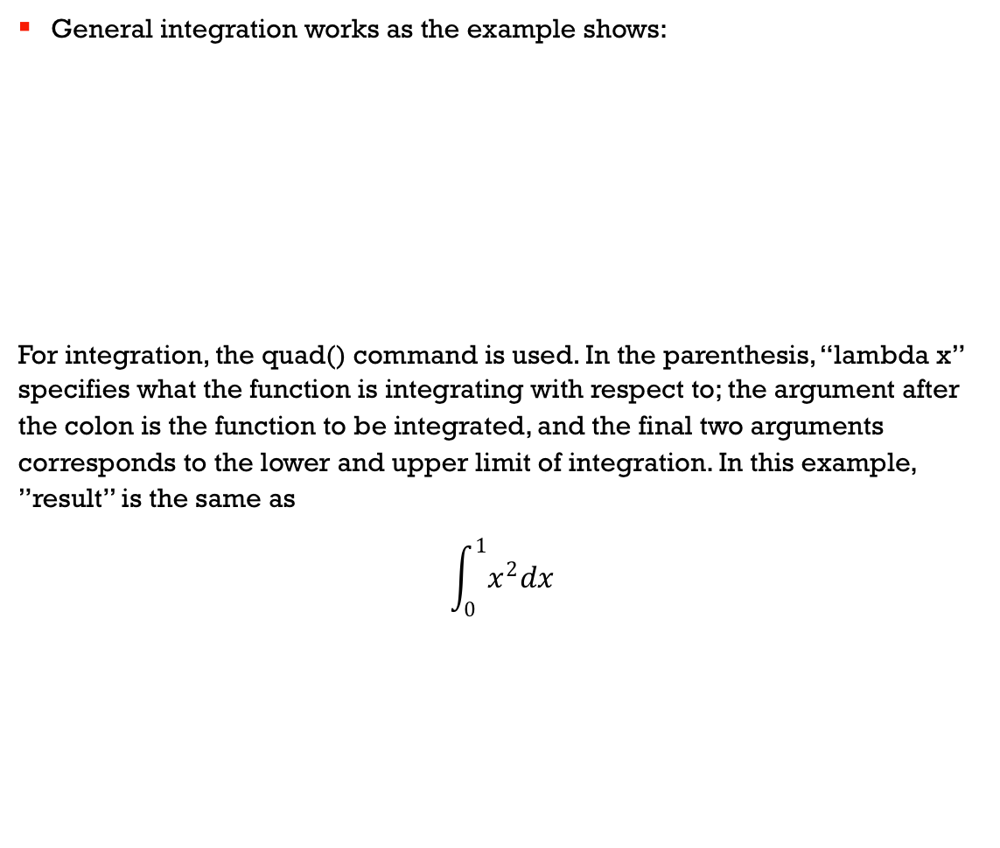 ▪ General integration works as the example shows:
For integration, the quad() command is used. In the parenthesis, “lambda x”
specifies what the function is integrating with respect to; the argument after
the colon is the function to be integrated, and the final two arguments
corresponds to the lower and upper limit of integration. In this example,
”result” is the same as
∫₀¹ x² dx